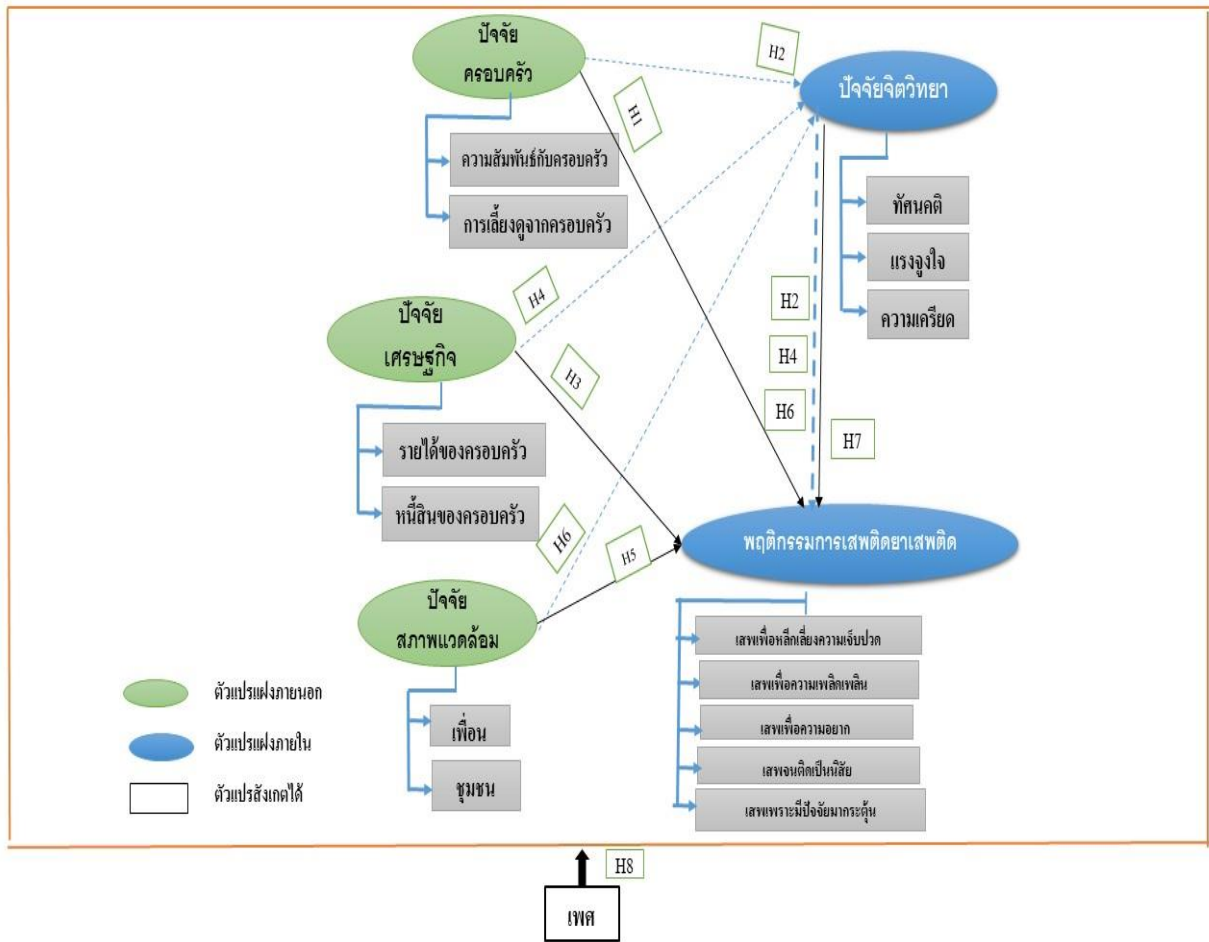 ปัจจัย
ครอบครัว
H2
ปัจจัยจิตวิทยา
H1
ความสัมพันธ์กับครอบครัว
การเลี้ยงดูจากครอบครัว
ทัศนคติ
แรงจูงใจ
ความเครียด
H4
H2
ปัจจัย
เศรษฐกิจ
H3
H4
H6
H7
รายได้ของครอบครัว
หนี้สินของครอบครัว
H6
H5
พฤติกรรมการเสพติดยาเสพติด
ปัจจัย
สภาพแวดล้อม
เสพเพื่อหลีกเลี่ยงความเจ็บปวด
เสพเพื่อความเพลิดเพลิน
เสพเพื่อความอยาก
เสพจนติดเป็นนิสัย
เสพเพราะมีปัจจัยมากระตุ้น
เพื่อน
ชุมชน
ตัวแปรแฝงภายนอก
ตัวแปรแฝงภายใน
ตัวแปรสังเกตได้
H8
เพศ